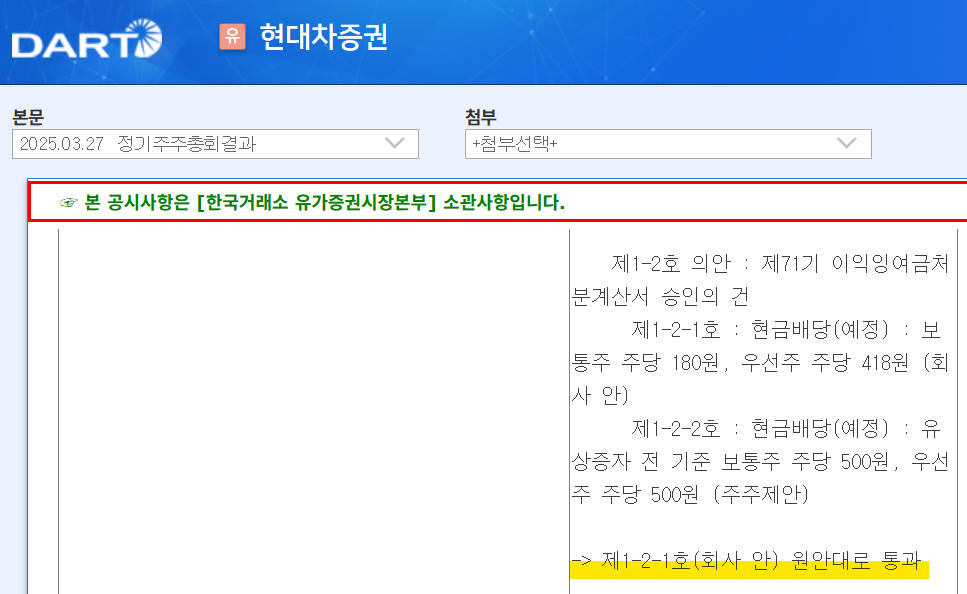 DART
유 현대차증권
본문
첨부
2025.03.27 정기주주총회결과
+첨부선택+
☞ 본 공시사항은 [한국거래소 유가증권시장본부] 소관사항입니다.
제1-2호 의안 : 제71기 이익잉여금처
분계산서 승인의 건
제1-2-1호 : 현금배당(예정) : 보
통주 주당 180원, 우선주 주당 418원 (회
사 안)
제1-2-2호 : 현금배당(예정) : 유
상증자 전 기준 보통주 주당 500원, 우선
주 주당 500원 (주주제안)
-> 제1-2-1호(회사 안) 원안대로 통과